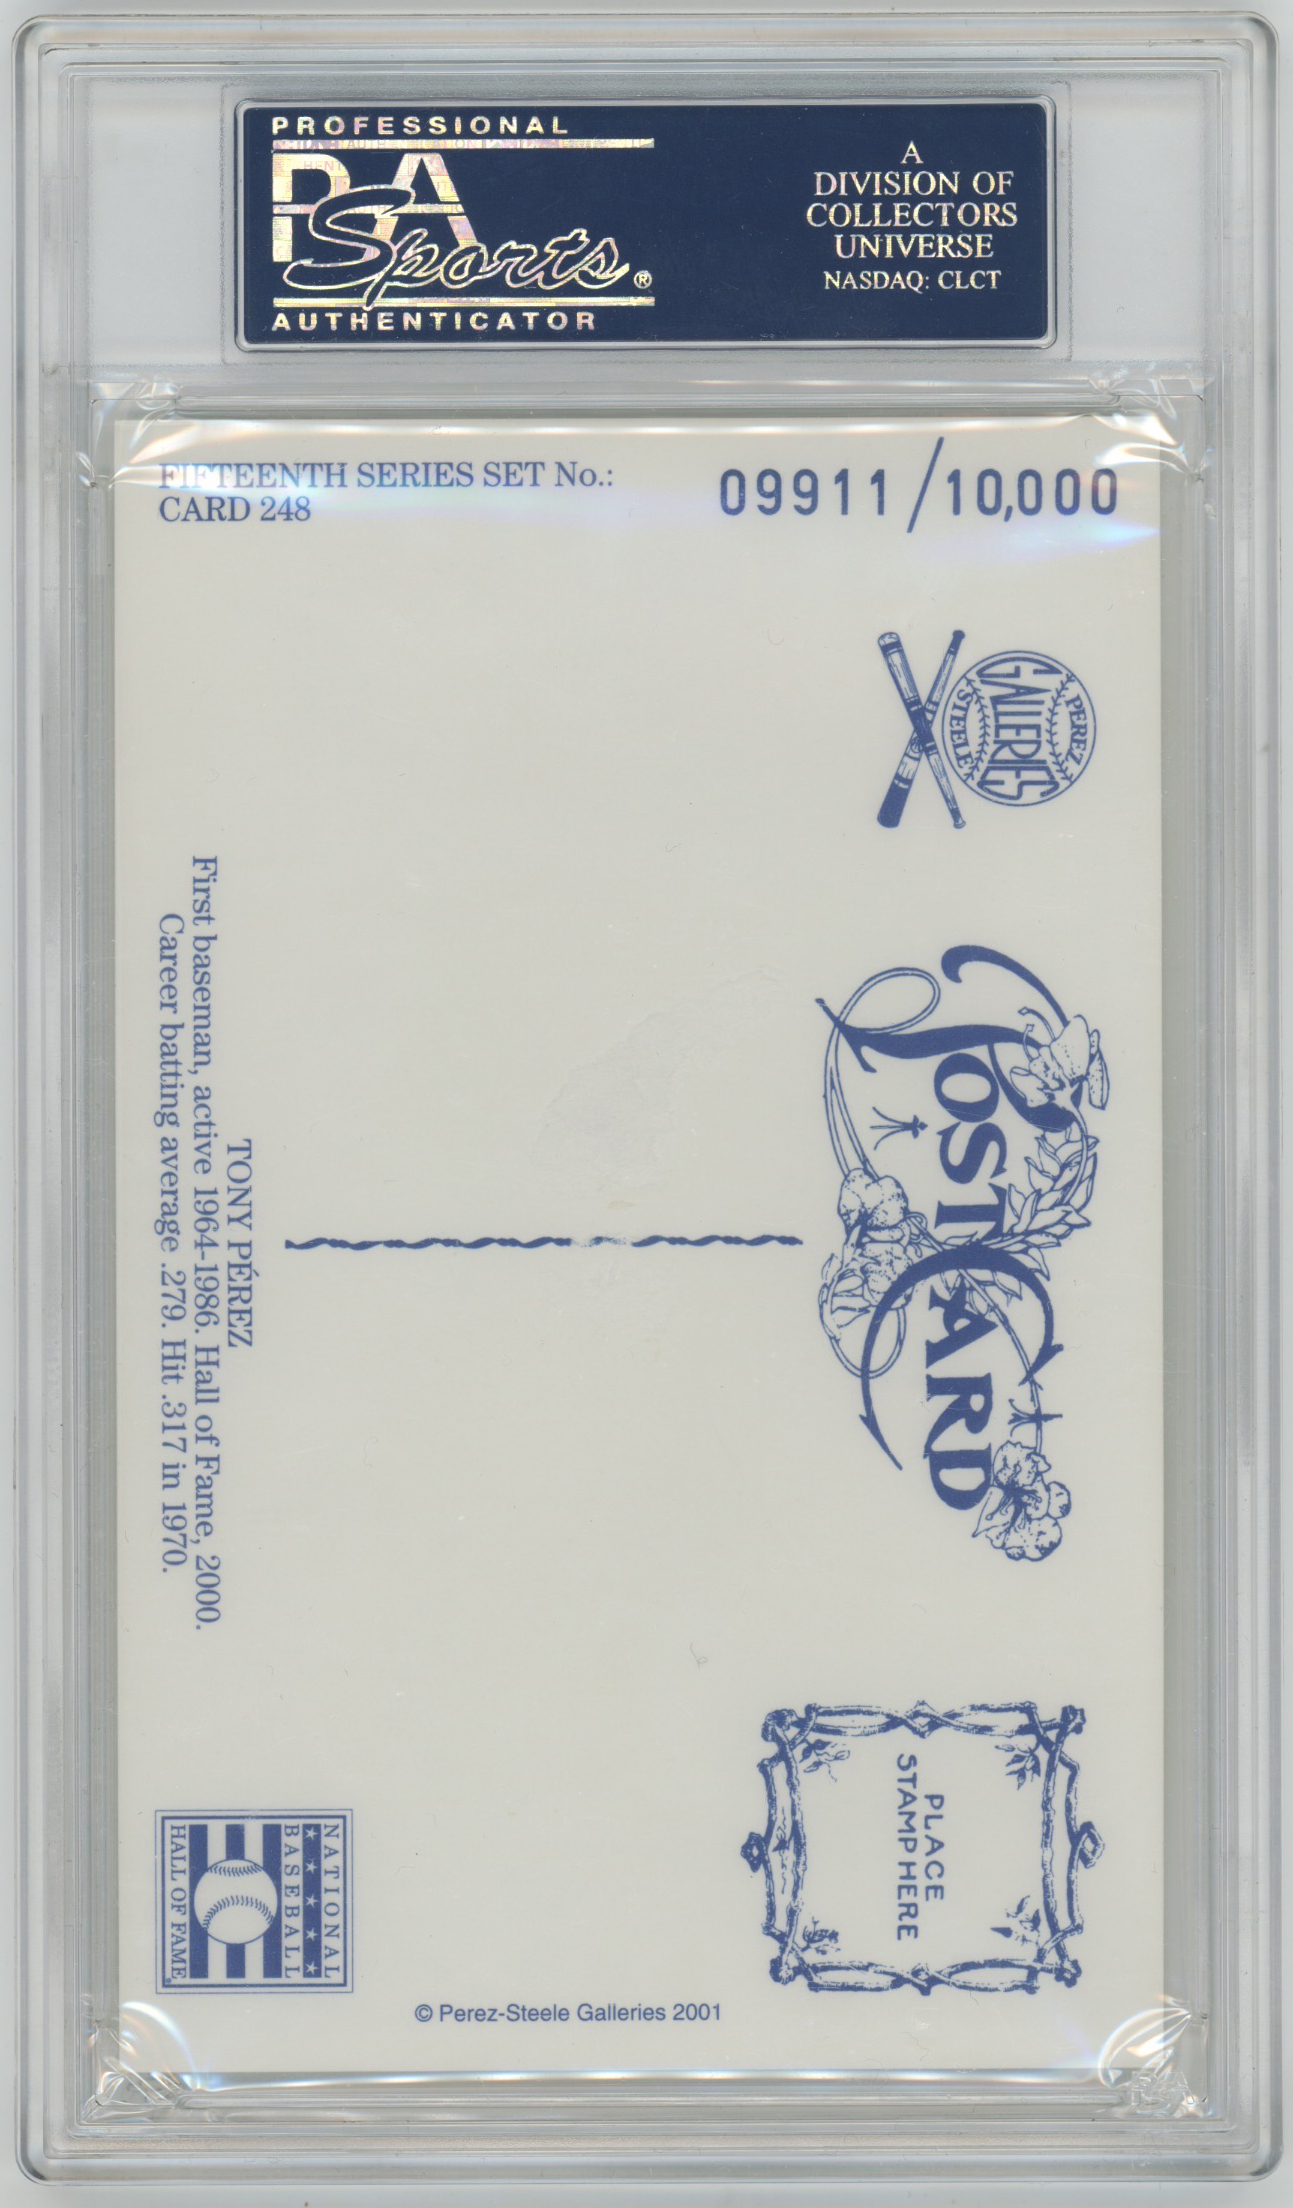 PROFESSIONAL
PSA
Sports®
AUTHENTICATOR
A
DIVISION OF
COLLECTORS
UNIVERSE
NASDAQ: CLCT
FIFTEENTH SERIES SET No.:
CARD 248
09911/10,000
PEREZ
GALLERIES
STEELE
POST CARD
PLACE
STAMP HERE
TONY PÉREZ
First baseman, active 1964-1986. Hall of Fame, 2000.
Career batting average .279. Hit .317 in 1970.
NATIONAL
BASEBALL
HALL OF FAME®
© Perez-Steele Galleries 2001